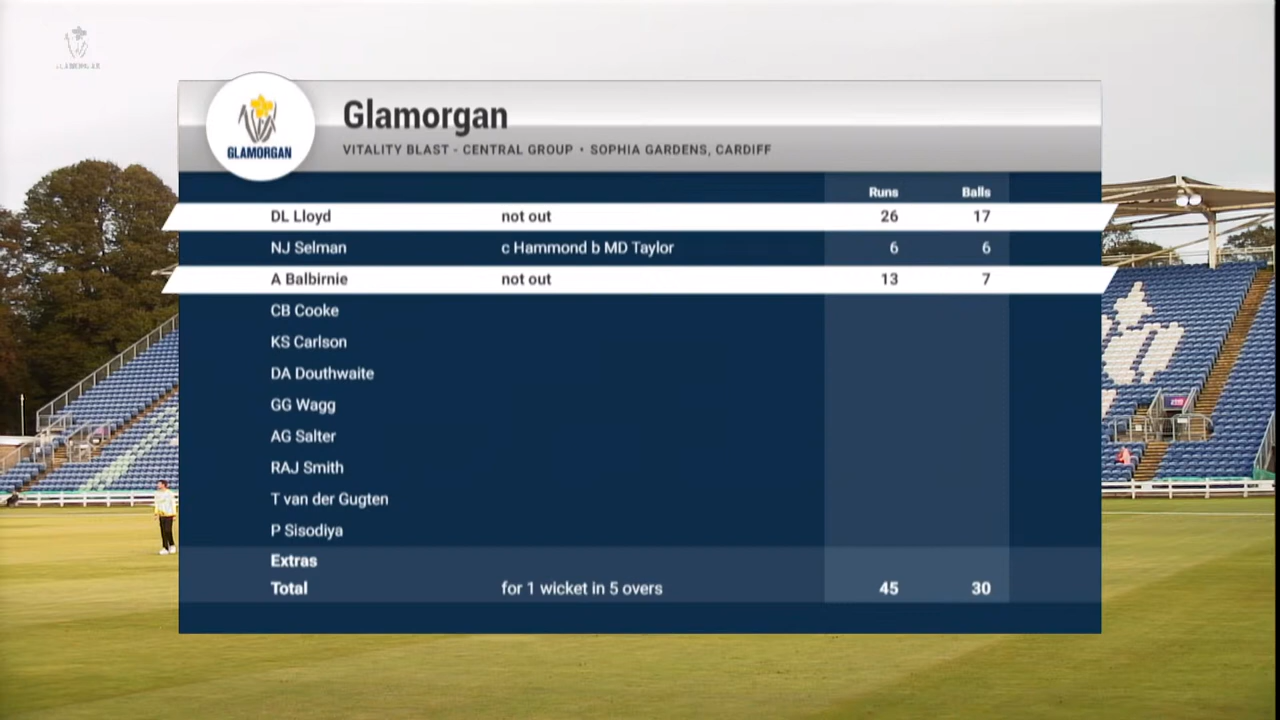 GLAMORGAN
GLAMORGAN
Glamorgan
VITALITY BLAST - CENTRAL GROUP • SOPHIA GARDENS, CARDIFF
Runs Balls
DL Lloyd not out 26 17
NJ Selman c Hammond b MD Taylor 6 6
A Balbirnie not out 13 7
CB Cooke
KS Carlson
DA Douthwaite
GG Wagg
AG Salter
RAJ Smith
T van der Gugten
P Sisodiya
Extras
Total for 1 wicket in 5 overs 45 30